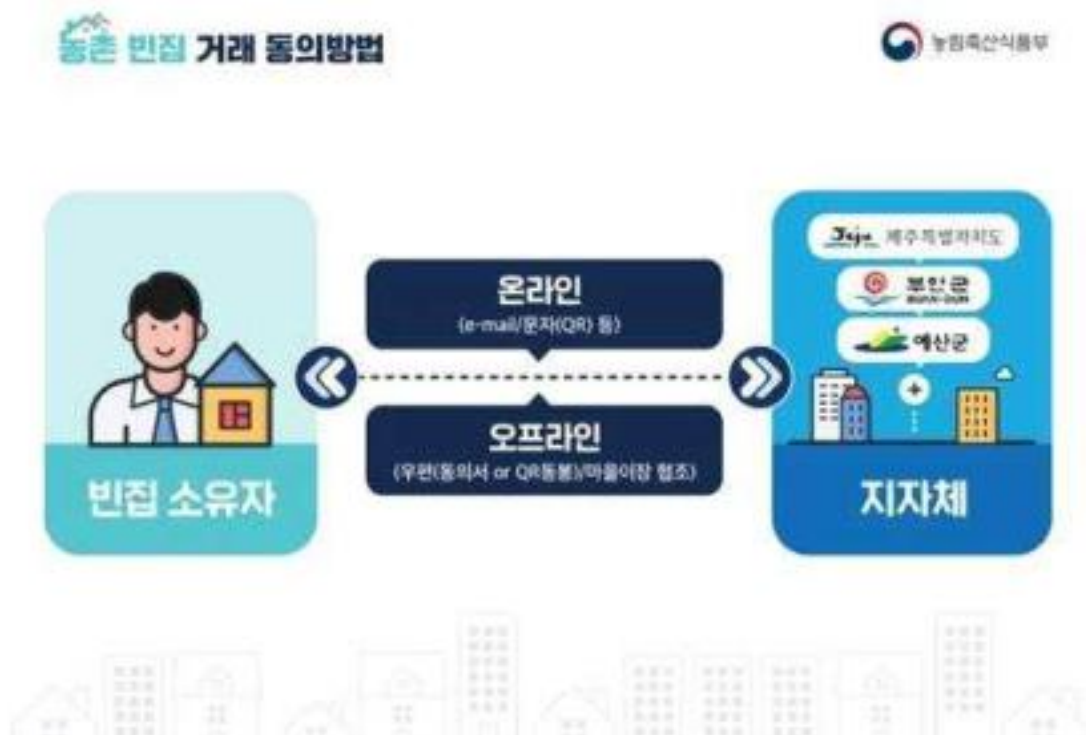 농촌 빈집 거래 동의방법
농림축산식품부
온라인
(e-mail/문자(QR) 등)
오프라인
(우편(동의서 or QR동봉)/마을이장 협조)
빈집 소유자
Jeju 제주특별자치도
부안군
BUAN-GUN
예산군
지자체